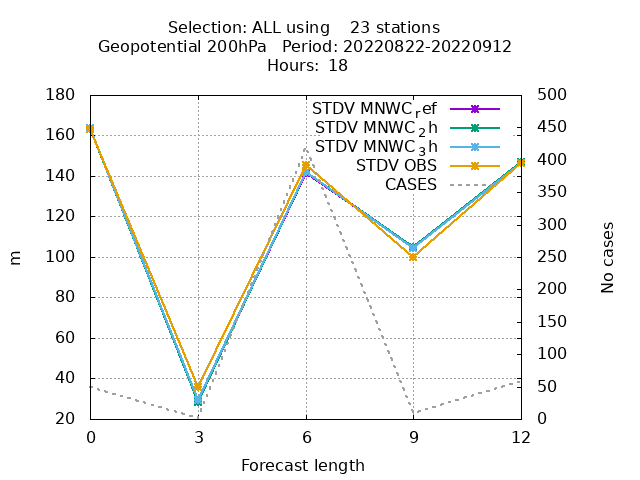 Selection: ALL using 23 stations
Geopotential 200hPa Period: 20220822-20220912
Hours: 18
STDV MNWC_ref
STDV MNWC_2h
STDV MNWC_3h
STDV OBS
CASES
180
160
140
120
100
80
60
40
20
m
500
450
400
350
300
250
200
150
100
50
0
No cases
0 3 6 9 12
Forecast length